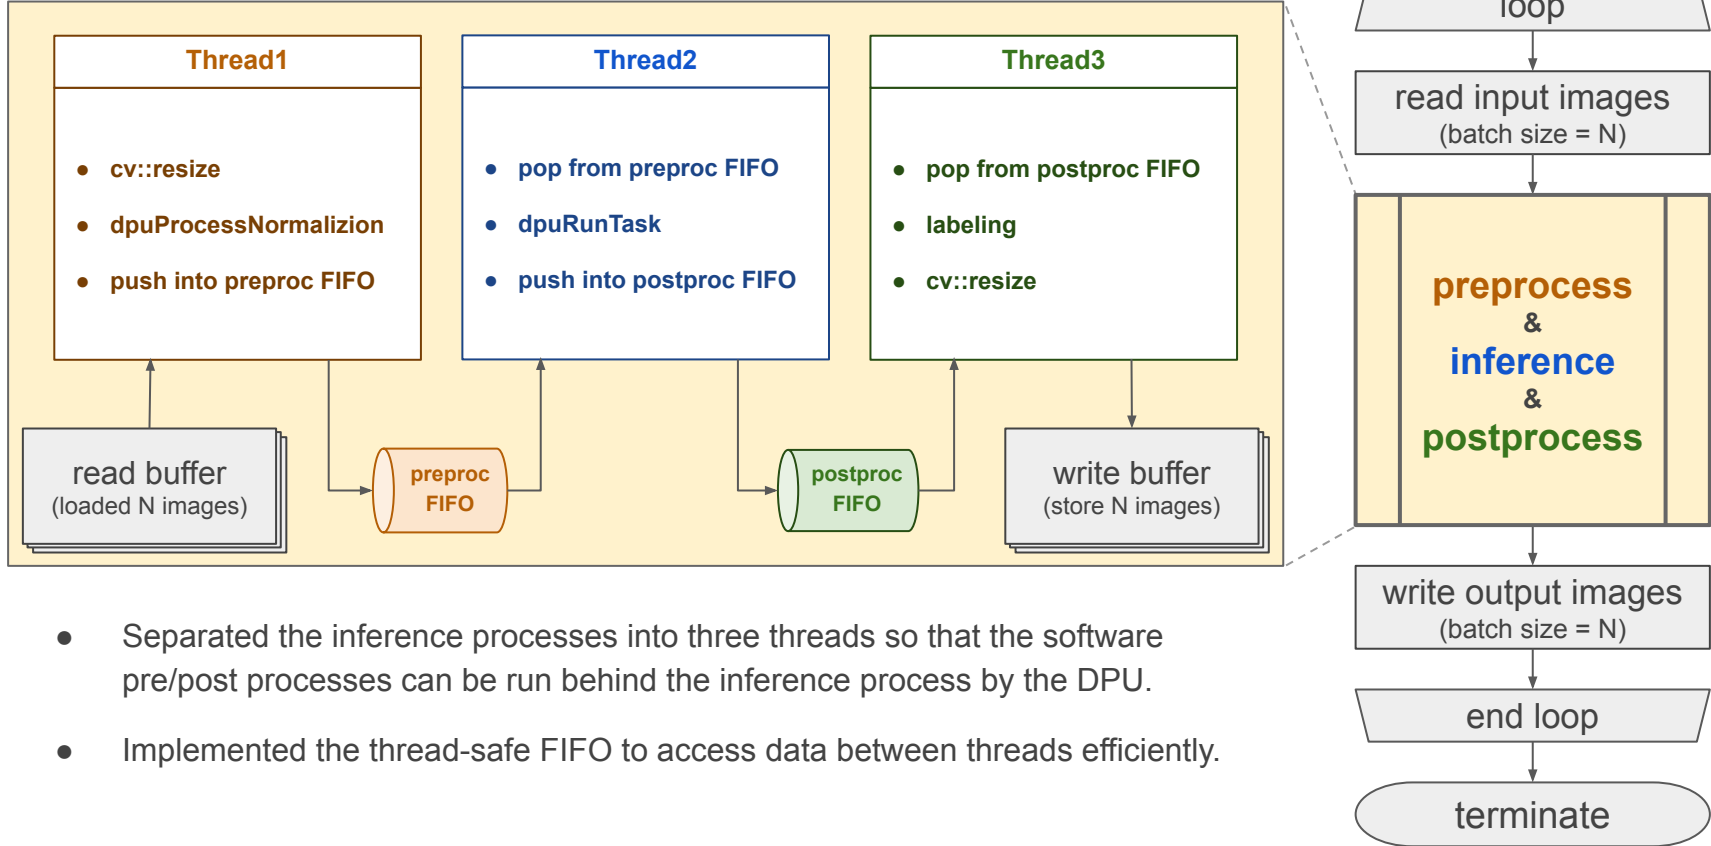 Thread1
● cv::resize
● dpuProcessNormalizion
● push into preproc FIFO
Thread2
● pop from preproc FIFO
● dpuRunTask
● push into postproc FIFO
Thread3
● pop from postproc FIFO
● labeling
● cv::resize
read buffer
(loaded N images)
preproc
FIFO
postproc
FIFO
write buffer
(store N images)
● Separated the inference processes into three threads so that the software
pre/post processes can be run behind the inference process by the DPU.
● Implemented the thread-safe FIFO to access data between threads efficiently.
loop
read input images
(batch size = N)
preprocess
&
inference
&
postprocess
write output images
(batch size = N)
end loop
terminate